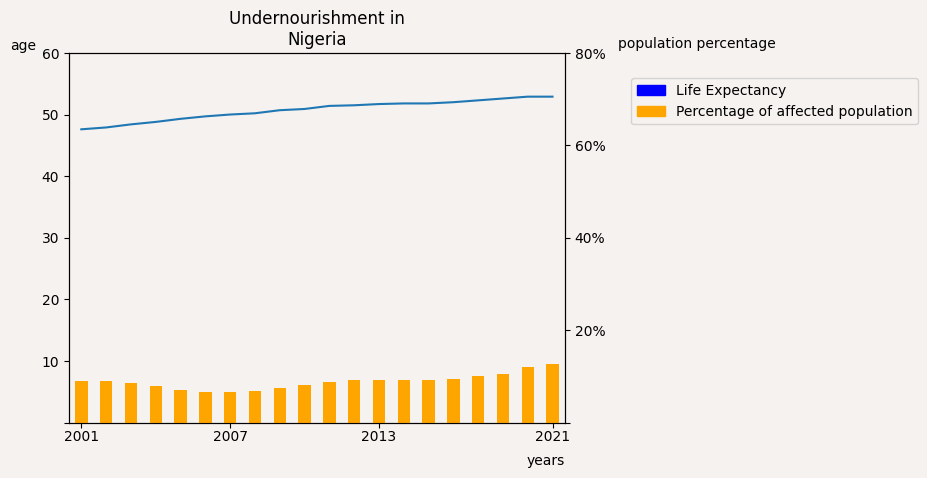 Undernourishment in
Nigeria
age
population percentage
60
50
40
30
20
10
80%
60%
40%
20%
Life Expectancy
Percentage of affected population
2001
2007
2013
2021
years